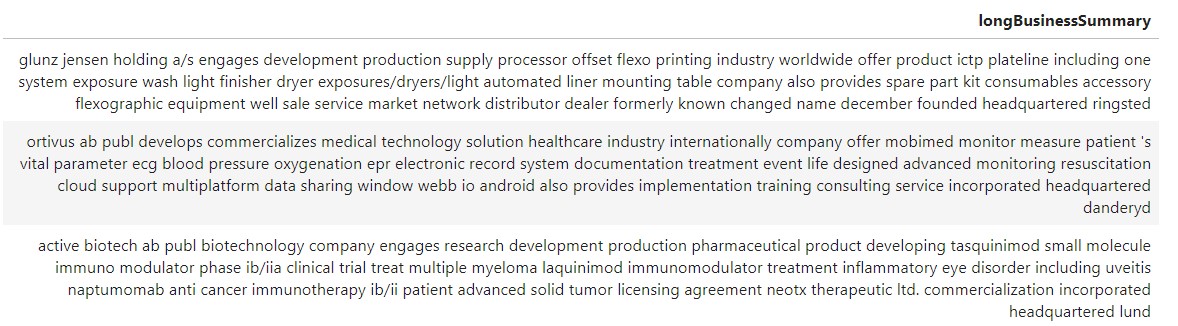 longBusinessSummary
glunz jensen holding a/s engages development production supply processor offset flexo printing industry worldwide offer product ictp plateline including one
system exposure wash light finisher dryer exposures/dryers/light automated liner mounting table company also provides spare part kit consumables accessory
flexographic equipment well sale service market network distributor dealer formerly known changed name december founded headquartered ringsted
ortivus ab publ develops commercializes medical technology solution healthcare industry internationally company offer mobimed monitor measure patient 's
vital parameter ecg blood pressure oxygenation epr electronic record system documentation treatment event life designed advanced monitoring resuscitation
cloud support multiplatform data sharing window webb io android also provides implementation training consulting service incorporated headquartered
danderyd
active biotech ab publ biotechnology company engages research development production pharmaceutical product developing tasquinimod small molecule
immuno modulator phase ib/iia clinical trial treat multiple myeloma laquinimod immunomodulator treatment inflammatory eye disorder including uveitis
naptumomab anti cancer immunotherapy ib/ii patient advanced solid tumor licensing agreement neotx therapeutic ltd. commercialization incorporated
headquartered lund